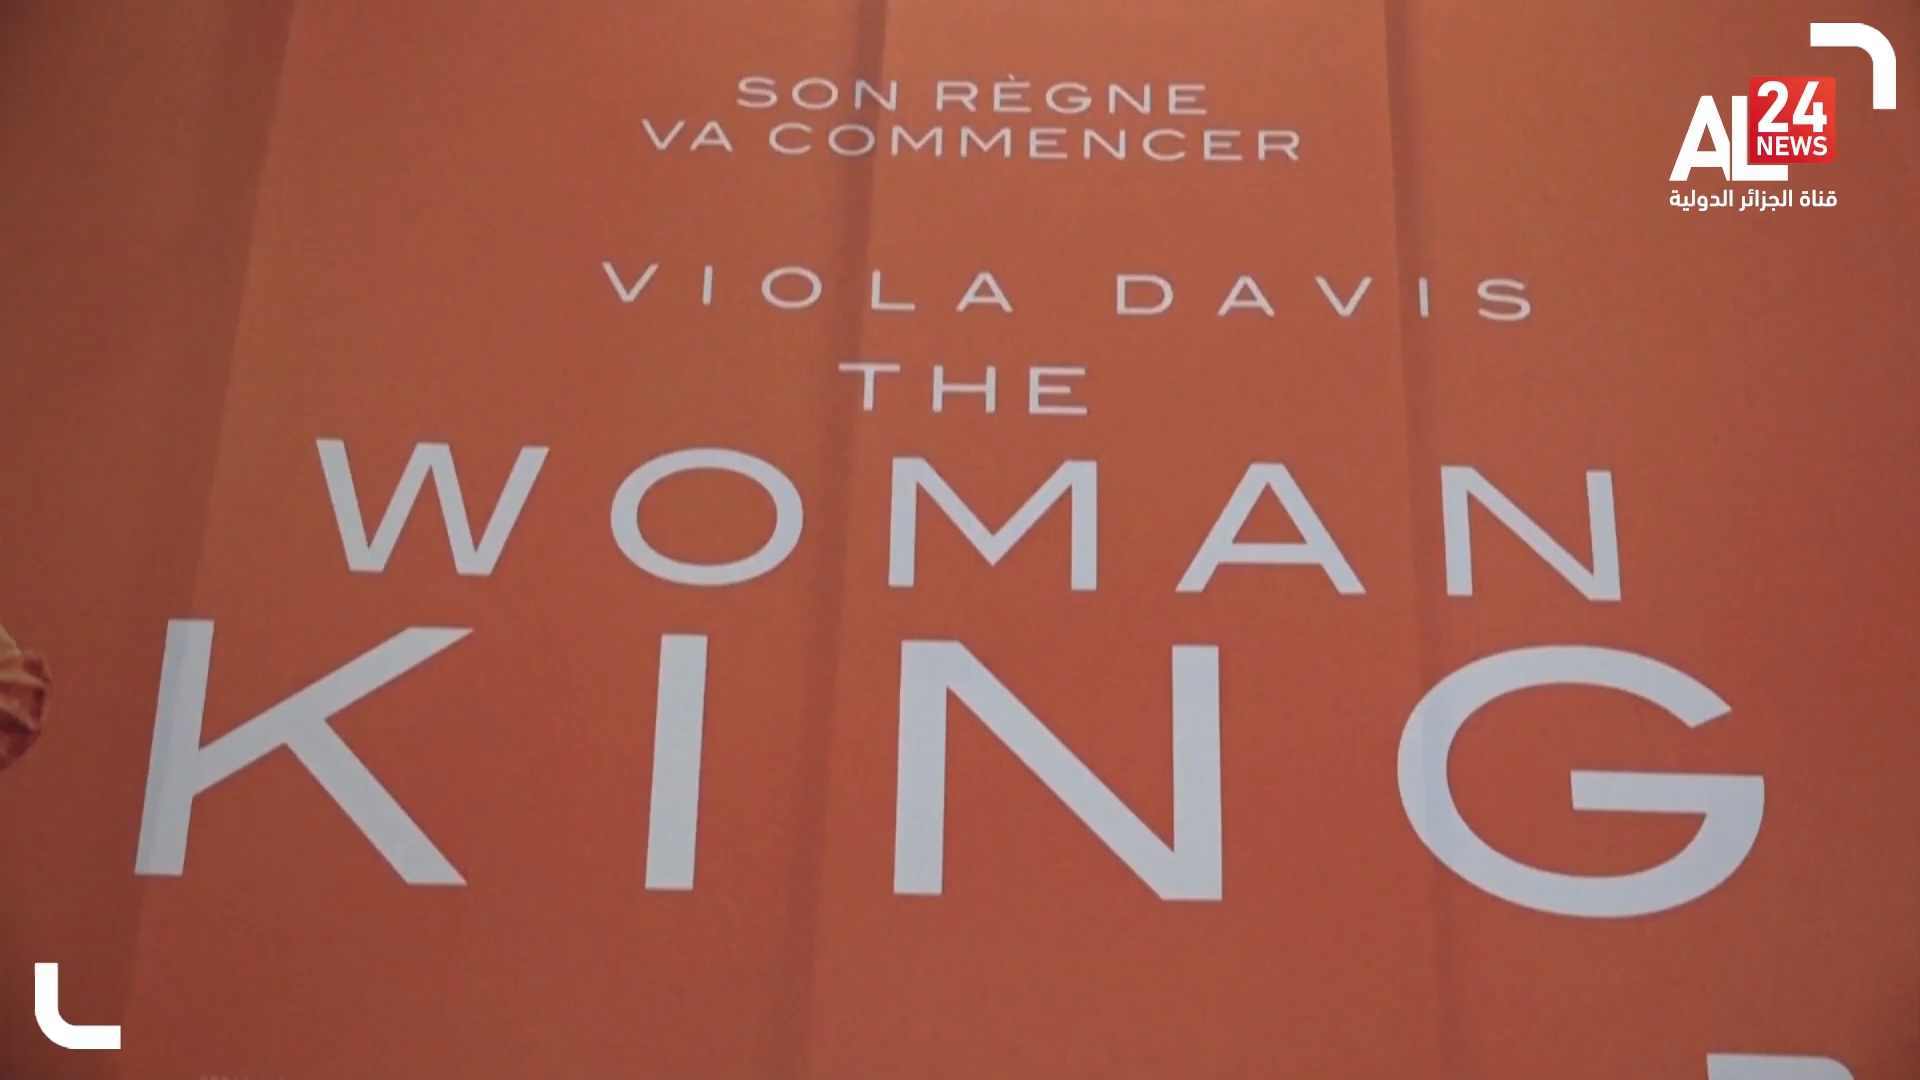 SON RÈGNE
VA COMMENCER
VIOLA DAVIS
THE
WOMAN
KING
AL 24
NEWS
قناة الجزائر الدولية